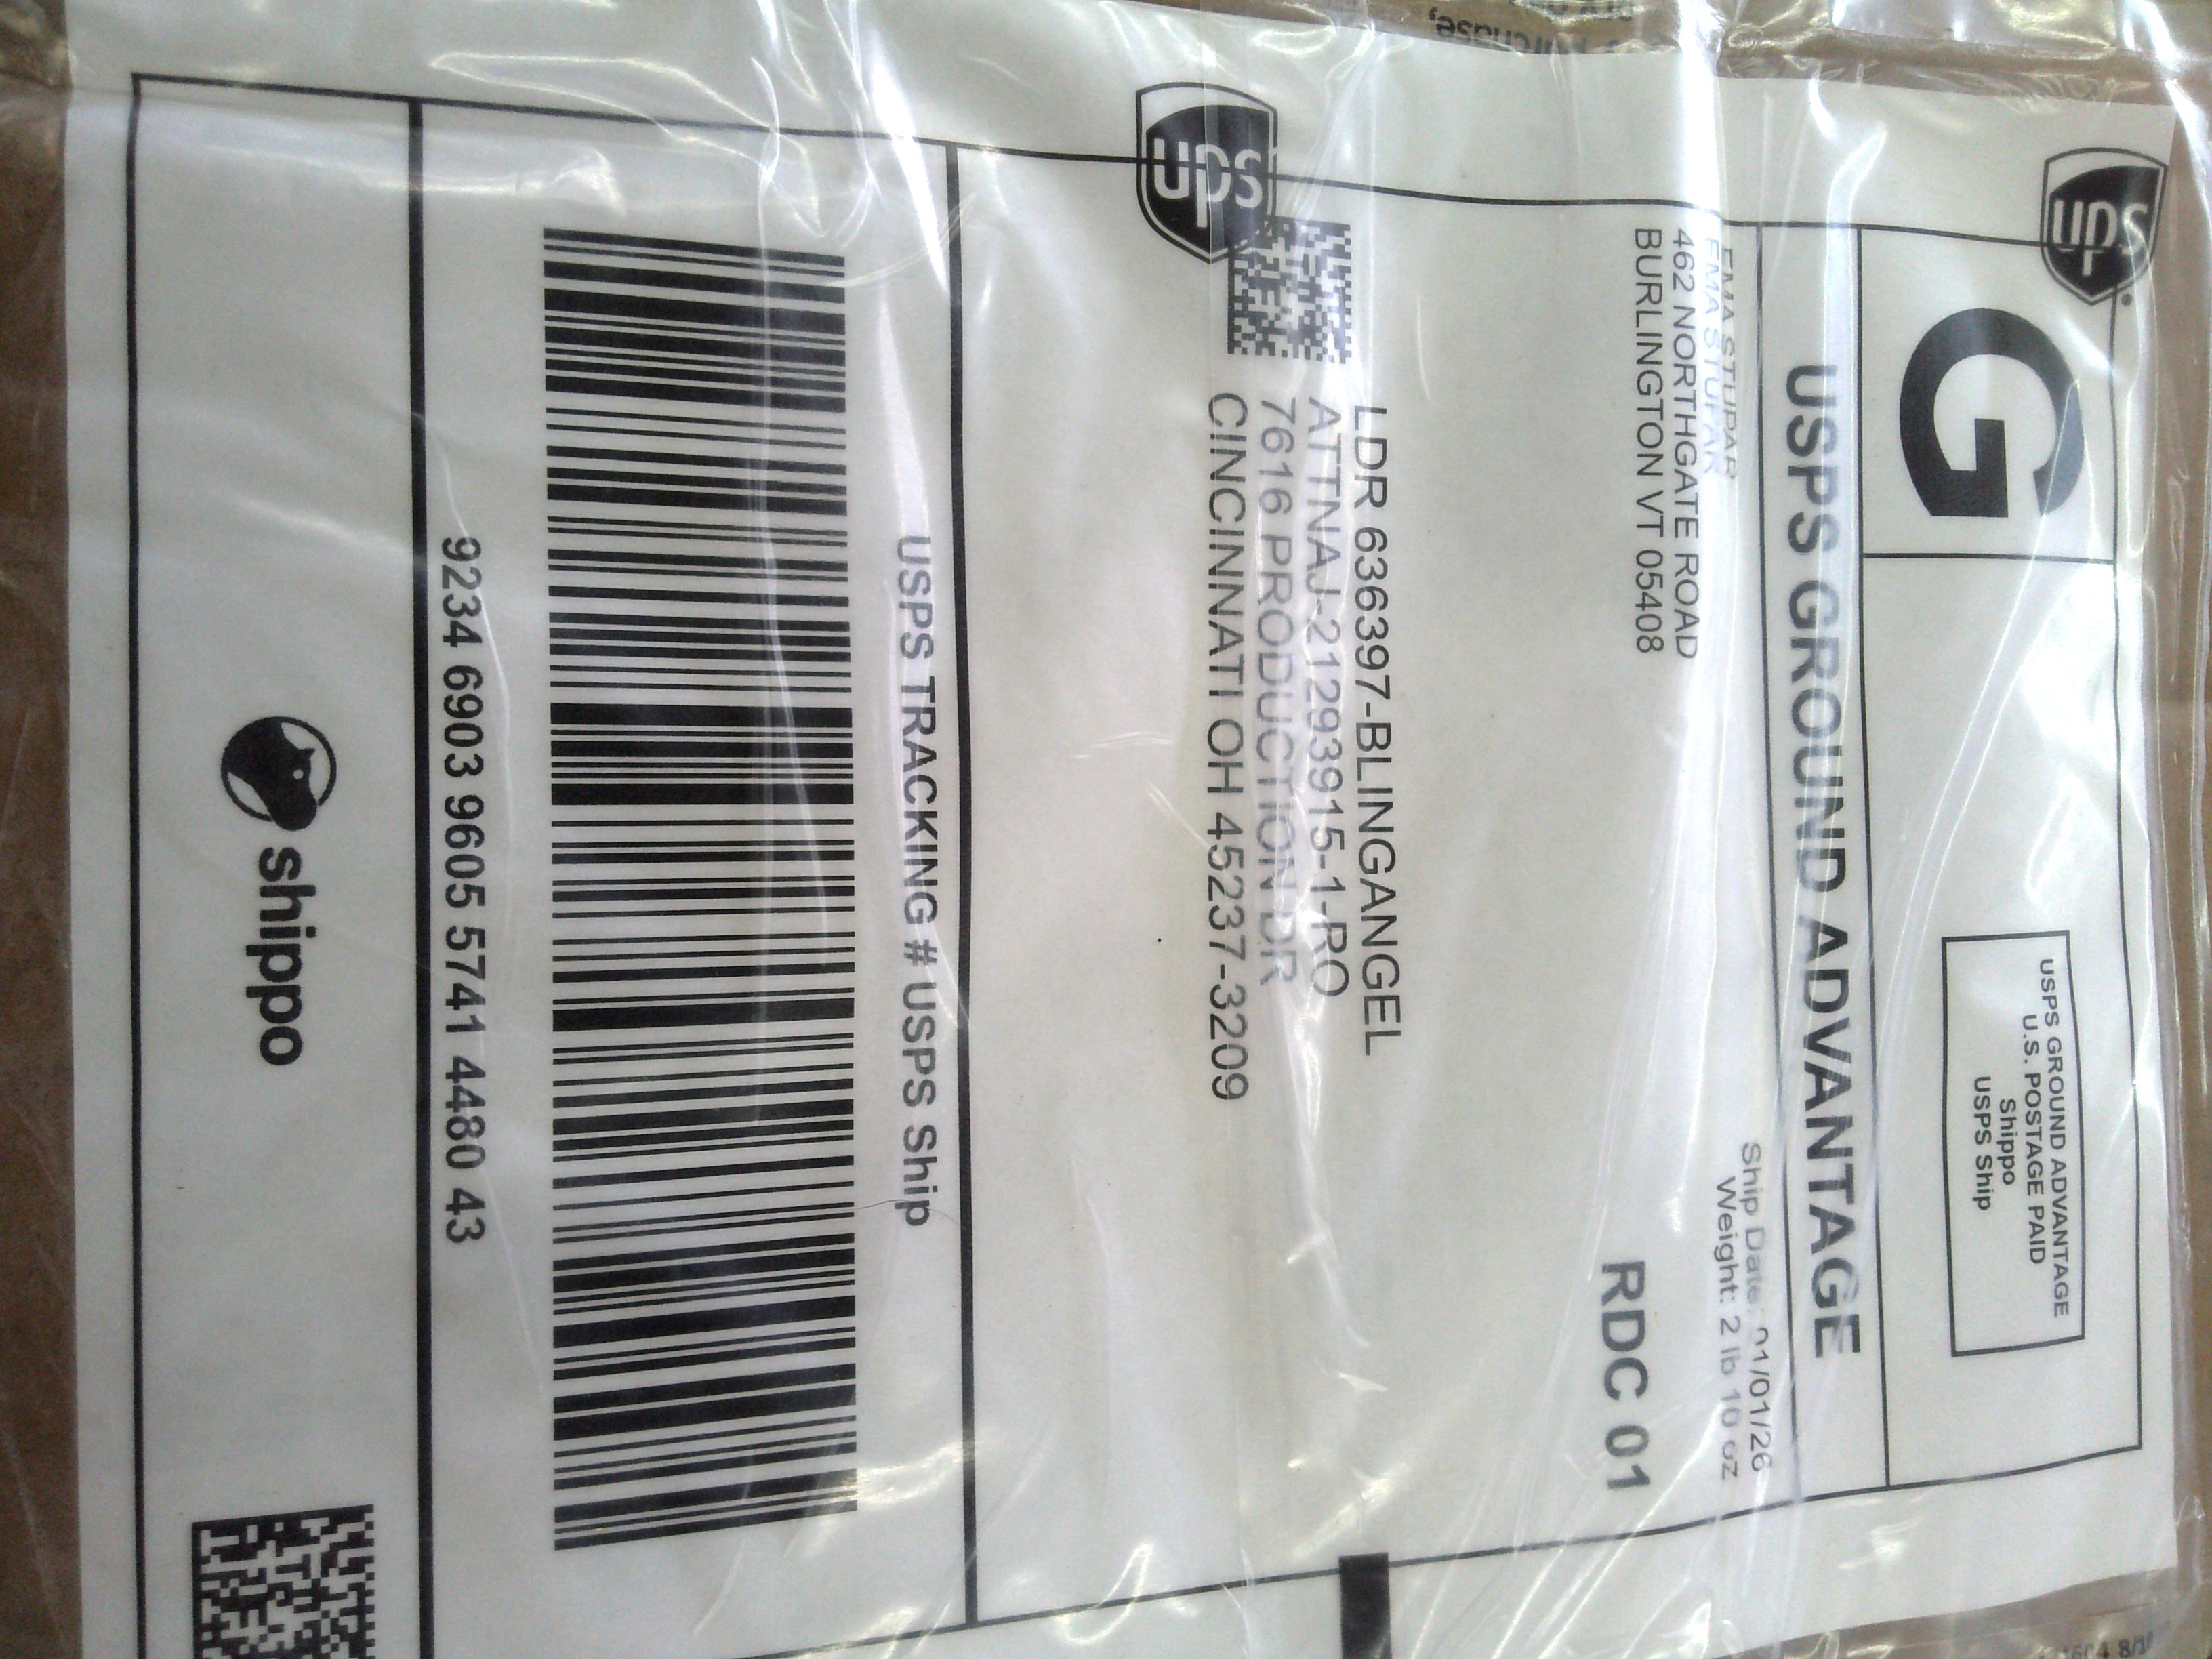 G
USPS GROUND ADVANTAGE
U.S. POSTAGE PAID
Shippo
USPS Ship
ups
USPS GROUND ADVANTAGE
EMA STUPAR
462 NORTHGATE ROAD
BURLINGTON VT 05408
Ship Date: 01/01/26
Weight: 2 lb 10 oz
RDC 01
LDR 636397-BLINGANGEL
ATTNAJ-211293915-1-RO
7616 PRODUCTION DR
CINCINNATI OH 45237-3209
ups
USPS TRACKING # USPS Ship
9234 6903 9605 5741 4480 43
shippo